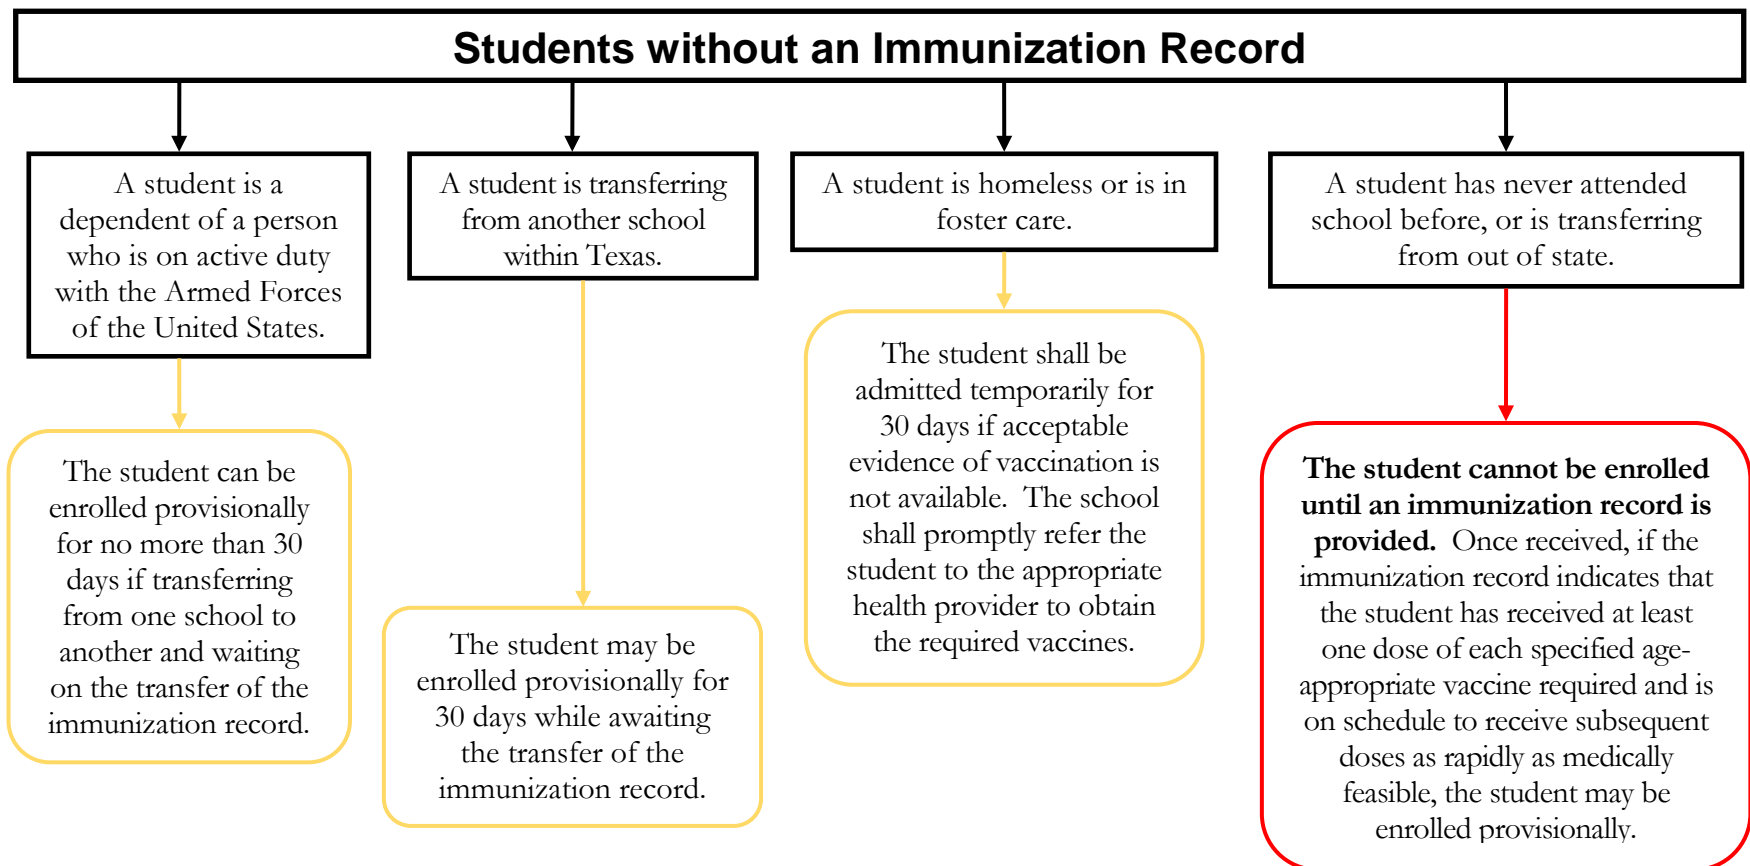 Students without an Immunization Record
A student is a
dependent of a person
who is on active duty
with the Armed Forces
of the United States.
The student can be
enrolled provisionally
for no more than 30
days if transferring
from one school to
another and waiting
on the transfer of the
immunization record.
A student is transferring
from another school
within Texas.
The student may be
enrolled provisionally for
30 days while awaiting
the transfer of the
immunization record.
A student is homeless or is in
foster care.
The student shall be
admitted temporarily for
30 days if acceptable
evidence of vaccination is
not available.  The school
shall promptly refer the
student to the appropriate
health provider to obtain
the required vaccines.
A student has never attended
school before, or is transferring
from out of state.
The student cannot be enrolled
until an immunization record is
provided.  Once received, if the
immunization record indicates that
the student has received at least
one dose of each specified age-
appropriate vaccine required and is
on schedule to receive subsequent
doses as rapidly as medically
feasible, the student may be
enrolled provisionally.